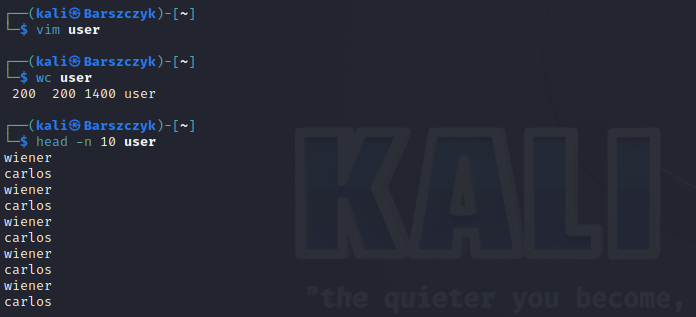 ┌──(kali㉿Barszczyk)-[~]
└─$ vim user
┌──(kali㉿Barszczyk)-[~]
└─$ wc user
 200  200 1400 user
┌──(kali㉿Barszczyk)-[~]
└─$ head -n 10 user
wiener
carlos
wiener
carlos
wiener
carlos
wiener
carlos
wiener
carlos
KALI
"the quieter you become,